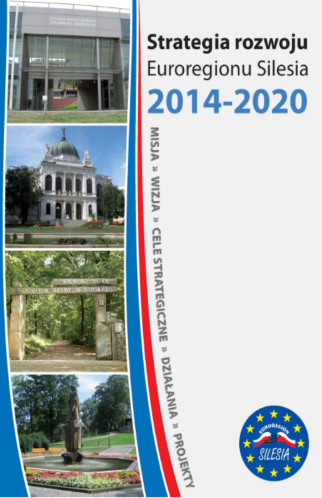 Strategia rozwoju
Euroregionu Silesia
2014-2020
MISJA » WIZJA » CELE STRATEGICZNE » DZIAŁANIA » PROJEKTY
EUROREGION
SILESIA